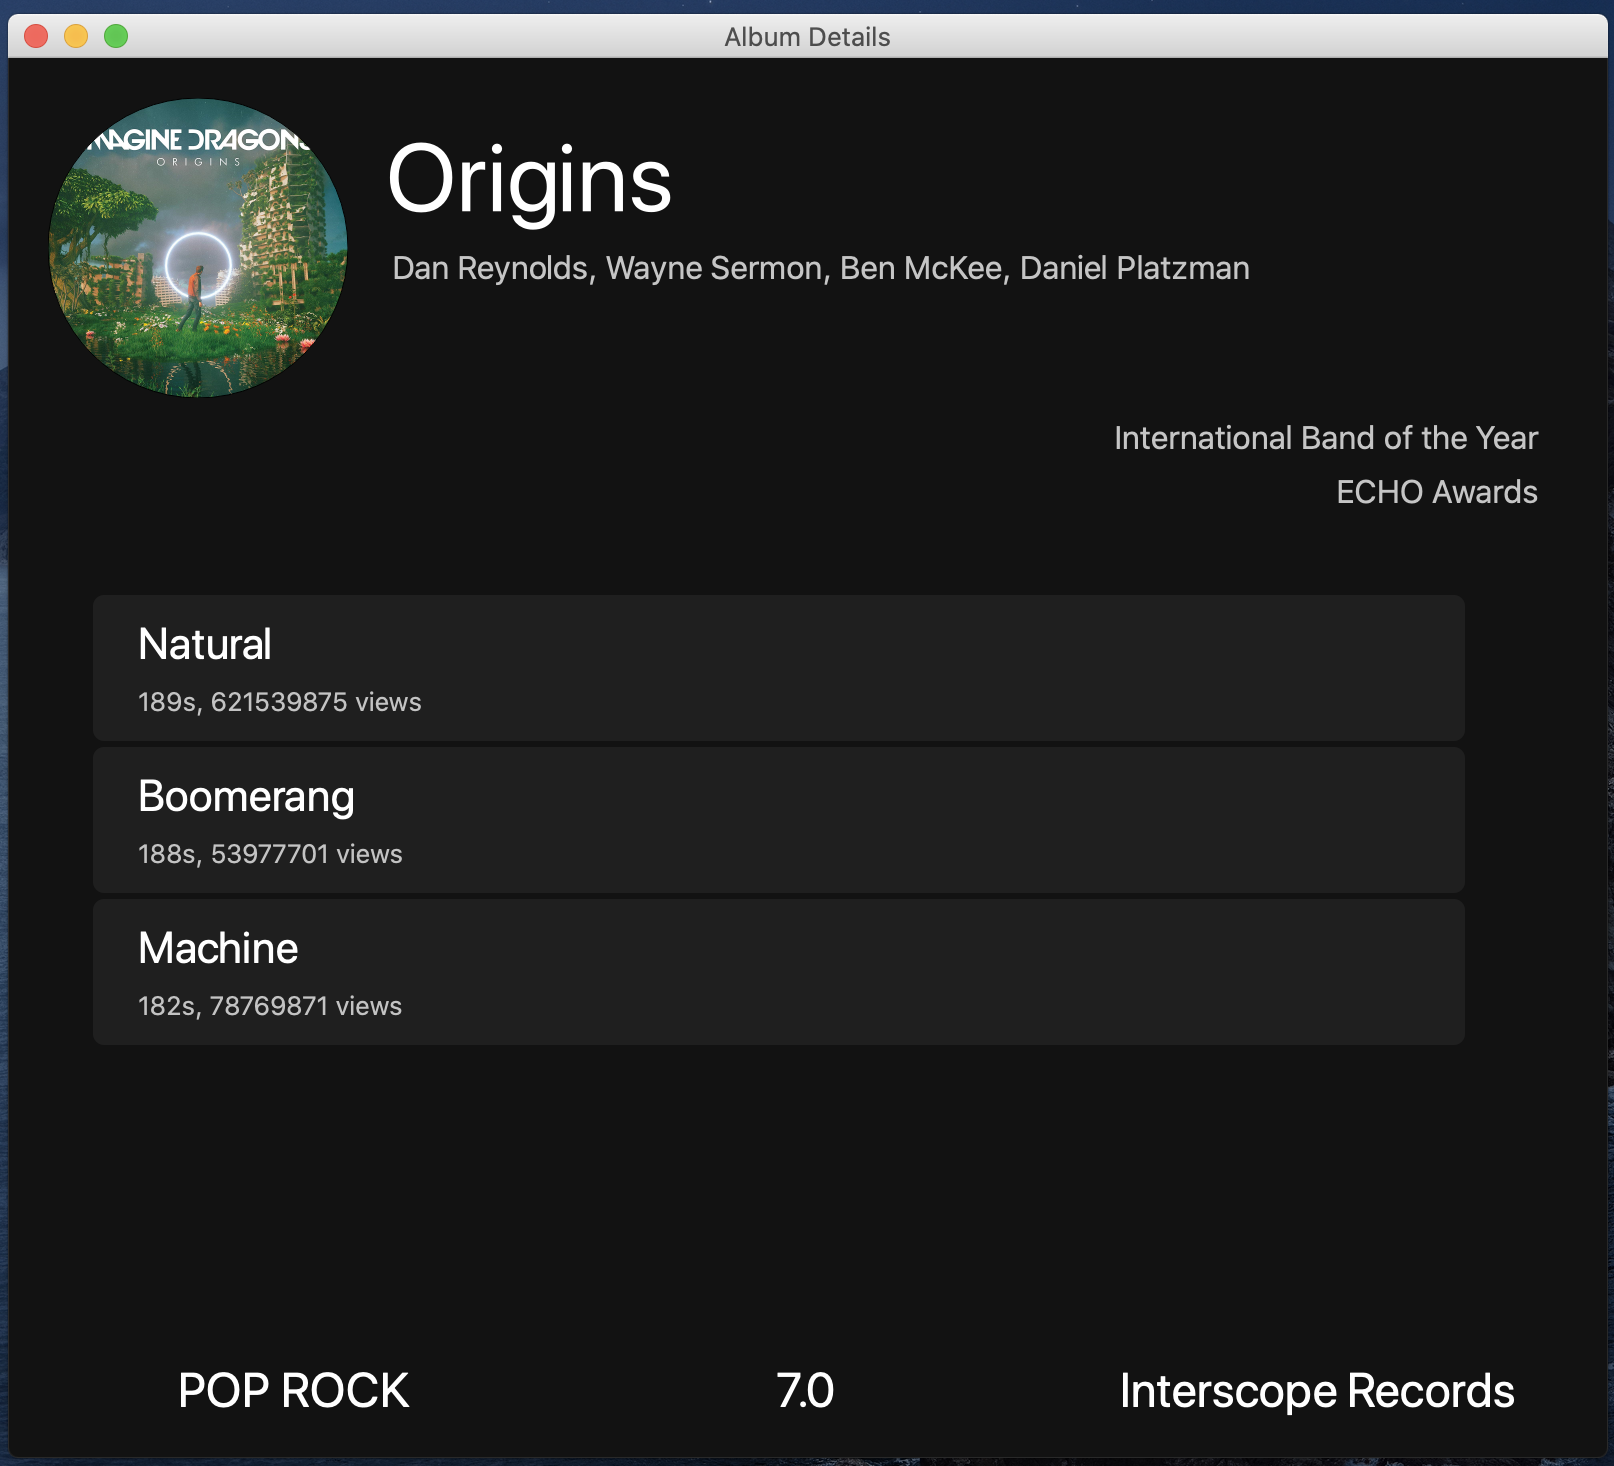 Album Details
MAGINE DRAGONS
ORIGINS
Origins
Dan Reynolds, Wayne Sermon, Ben McKee, Daniel Platzman
International Band of the Year
ECHO Awards
Natural
189s, 621539875 views
Boomerang
188s, 53977701 views
Machine
182s, 78769871 views
POP ROCK
7.0
Interscope Records